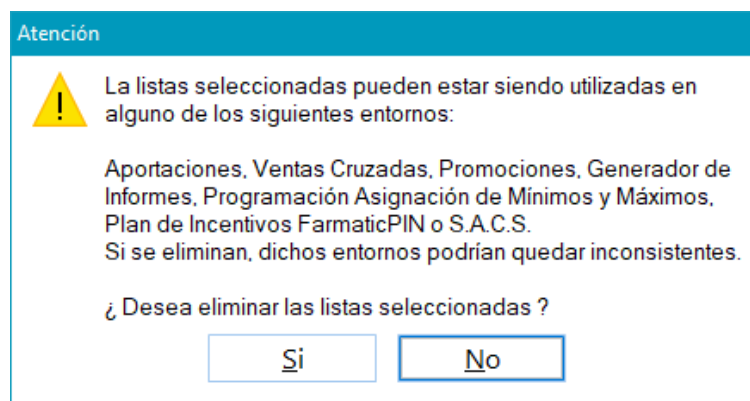 Atención
La listas seleccionadas pueden estar siendo utilizadas en
alguno de los siguientes entornos:
Aportaciones, Ventas Cruzadas, Promociones, Generador de
Informes, Programación Asignación de Mínimos y Máximos,
Plan de Incentivos FarmaticPIN o S.A.C.S.
Si se eliminan, dichos entornos podrían quedar inconsistentes.
¿ Desea eliminar las listas seleccionadas ?
Si No